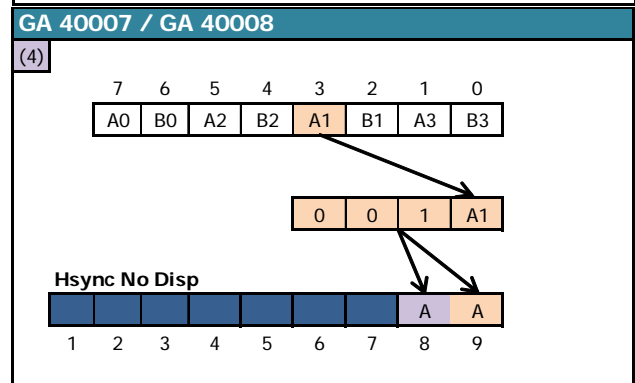 GA 40007 / GA 40008
(4)
7 6 5 4 3 2 1 0
A0 B0 A2 B2 A1 B1 A3 B3
0 0 1 A1
Hsync No Disp
A A
1 2 3 4 5 6 7 8 9